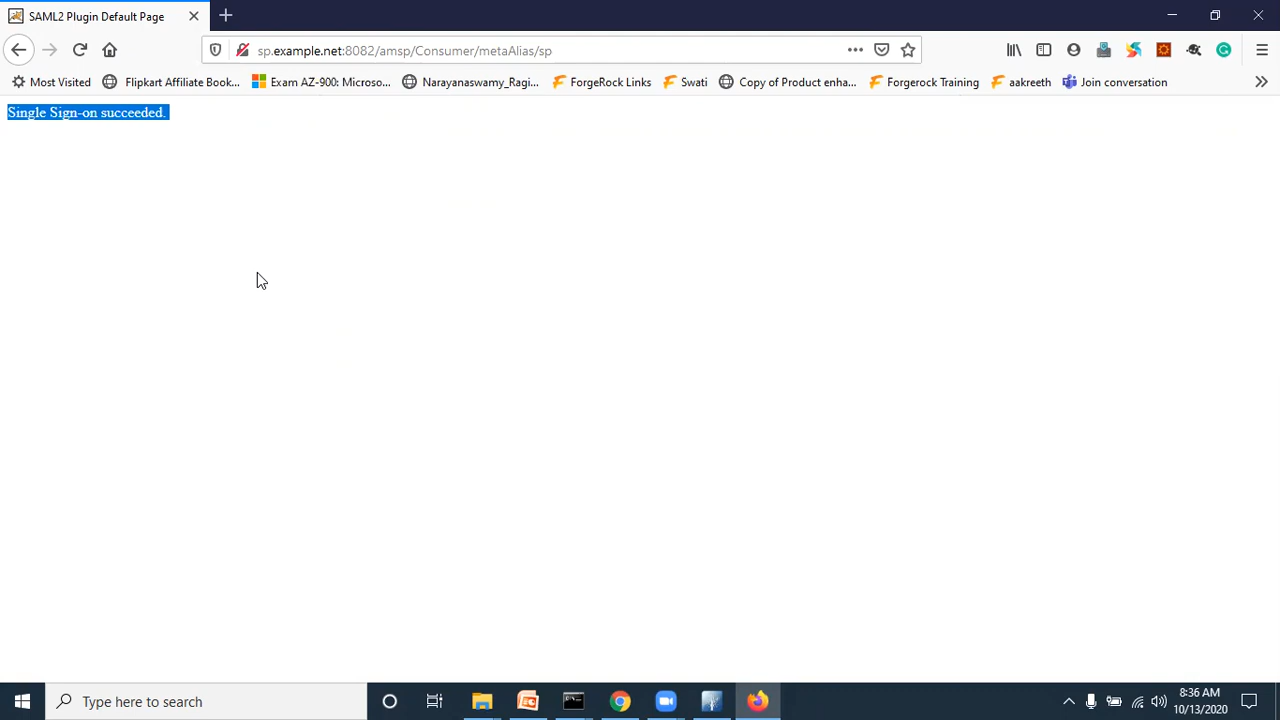 SAML2 Plugin Default Page
sp.example.net:8082/amsp/Consumer/metaAlias/sp
Most Visited Flipkart Affiliate Book... Exam AZ-900: Microso... Narayanaswamy_Ragi... ForgeRock Links Swati Copy of Product enha... Forgerock Training aakreeth Join conversation
Single Sign-on succeeded.
Type here to search
8:36 AM
10/13/2020